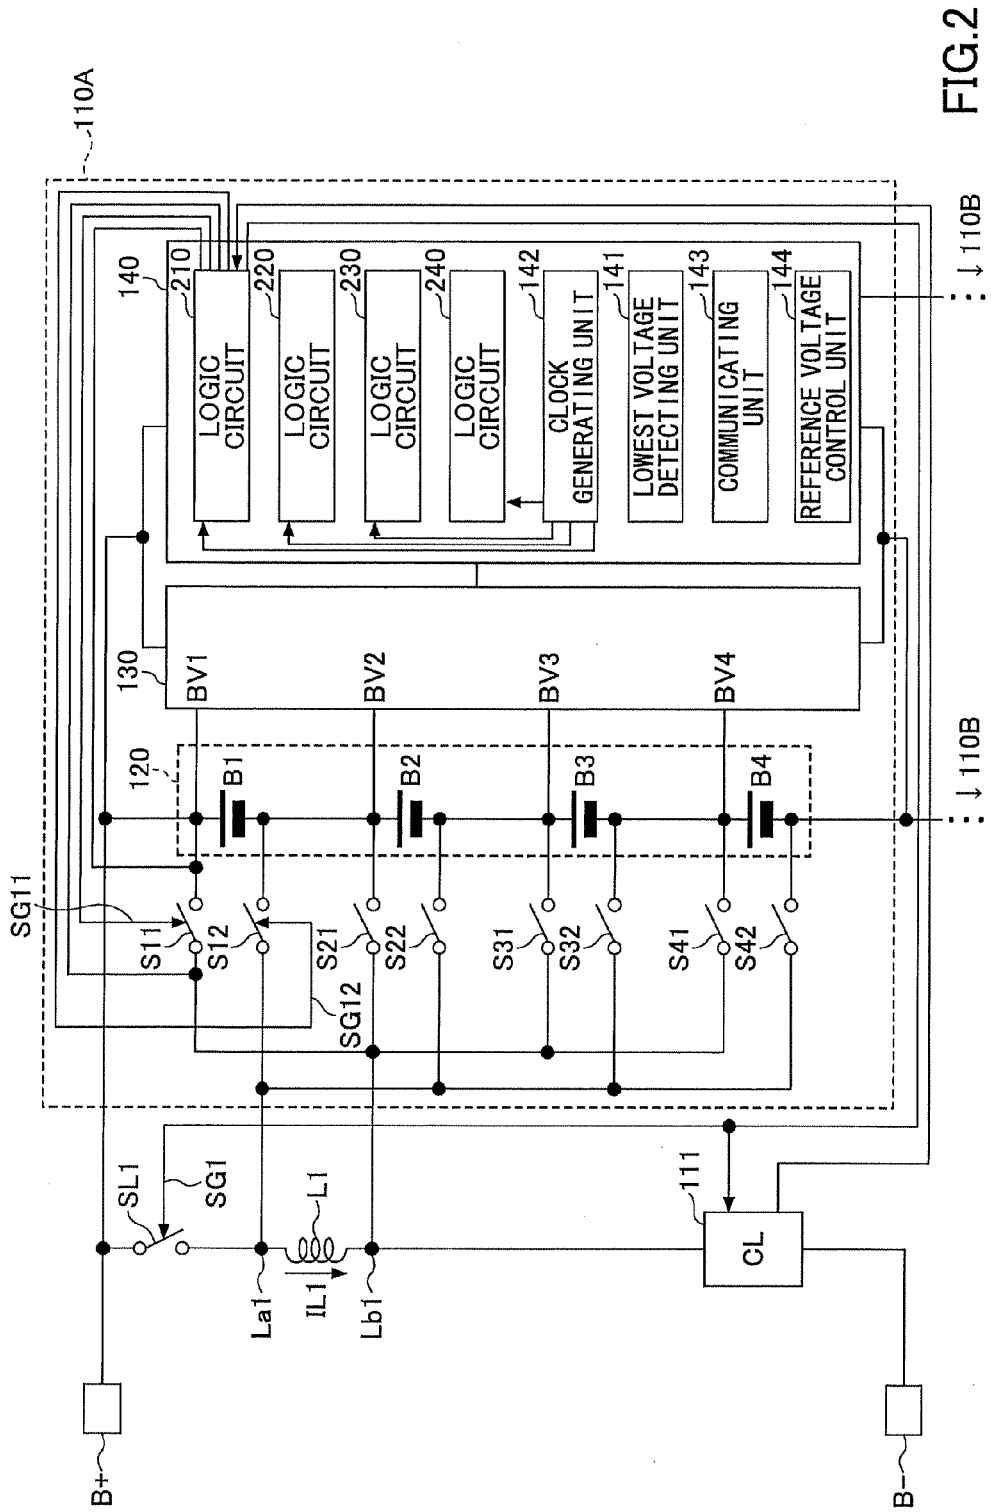 FIG.2
110A
140
210
LOGIC
CIRCUIT
220
LOGIC
CIRCUIT
230
LOGIC
CIRCUIT
240
LOGIC
CIRCUIT
142
CLOCK
GENERATING UNIT
141
LOWEST VOLTAGE
DETECTING UNIT
143
COMMUNICATING
UNIT
144
REFERENCE VOLTAGE
CONTROL UNIT
↓110B
130
BV1
BV2
BV3
BV4
120
B1
B2
B3
B4
↓110B
SG11
S11
S12
S21
S22
S31
S32
S41
S42
SG12
SL1
SG1
La1
L1
IL1
Lb1
111
CL
B+
B-